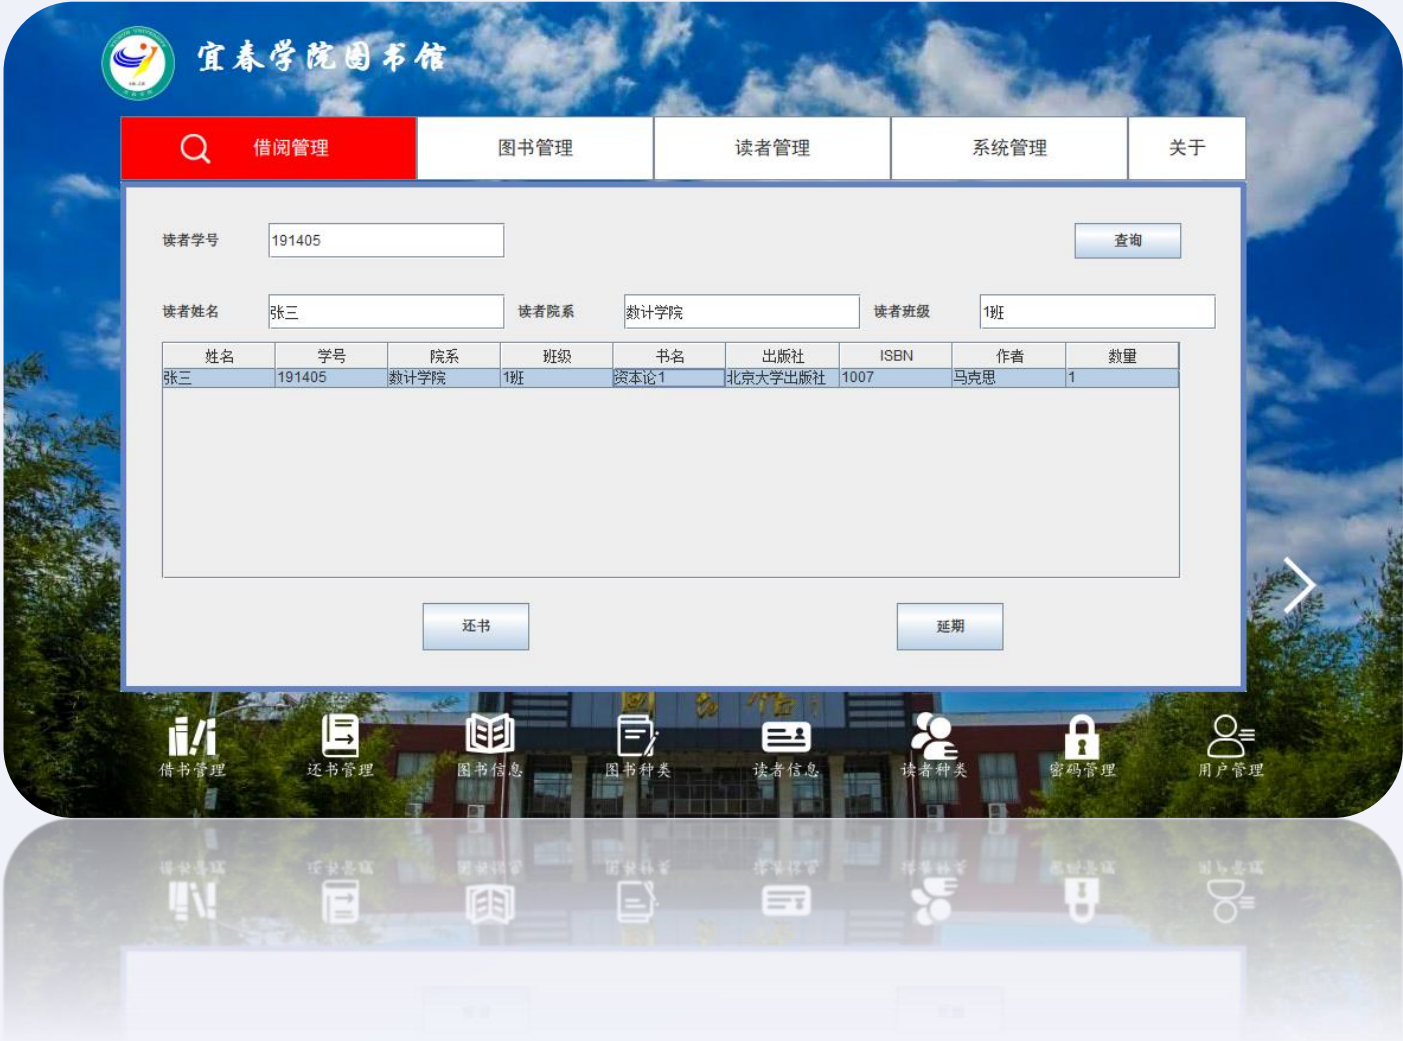 宜春学院图书馆
借阅管理 图书管理 读者管理 系统管理 关于
读者学号 191405 查询
读者姓名 张三 读者院系 数计学院 读者班级 1班
姓名 学号 院系 班级 书名 出版社 ISBN 作者 数量
张三 191405 数计学院 1班 资本论1 北京大学出版社 1007 马克思 1
还书 延期
借书管理 还书管理 图书信息 图书种类 读者信息 读者种类 密码管理 用户管理